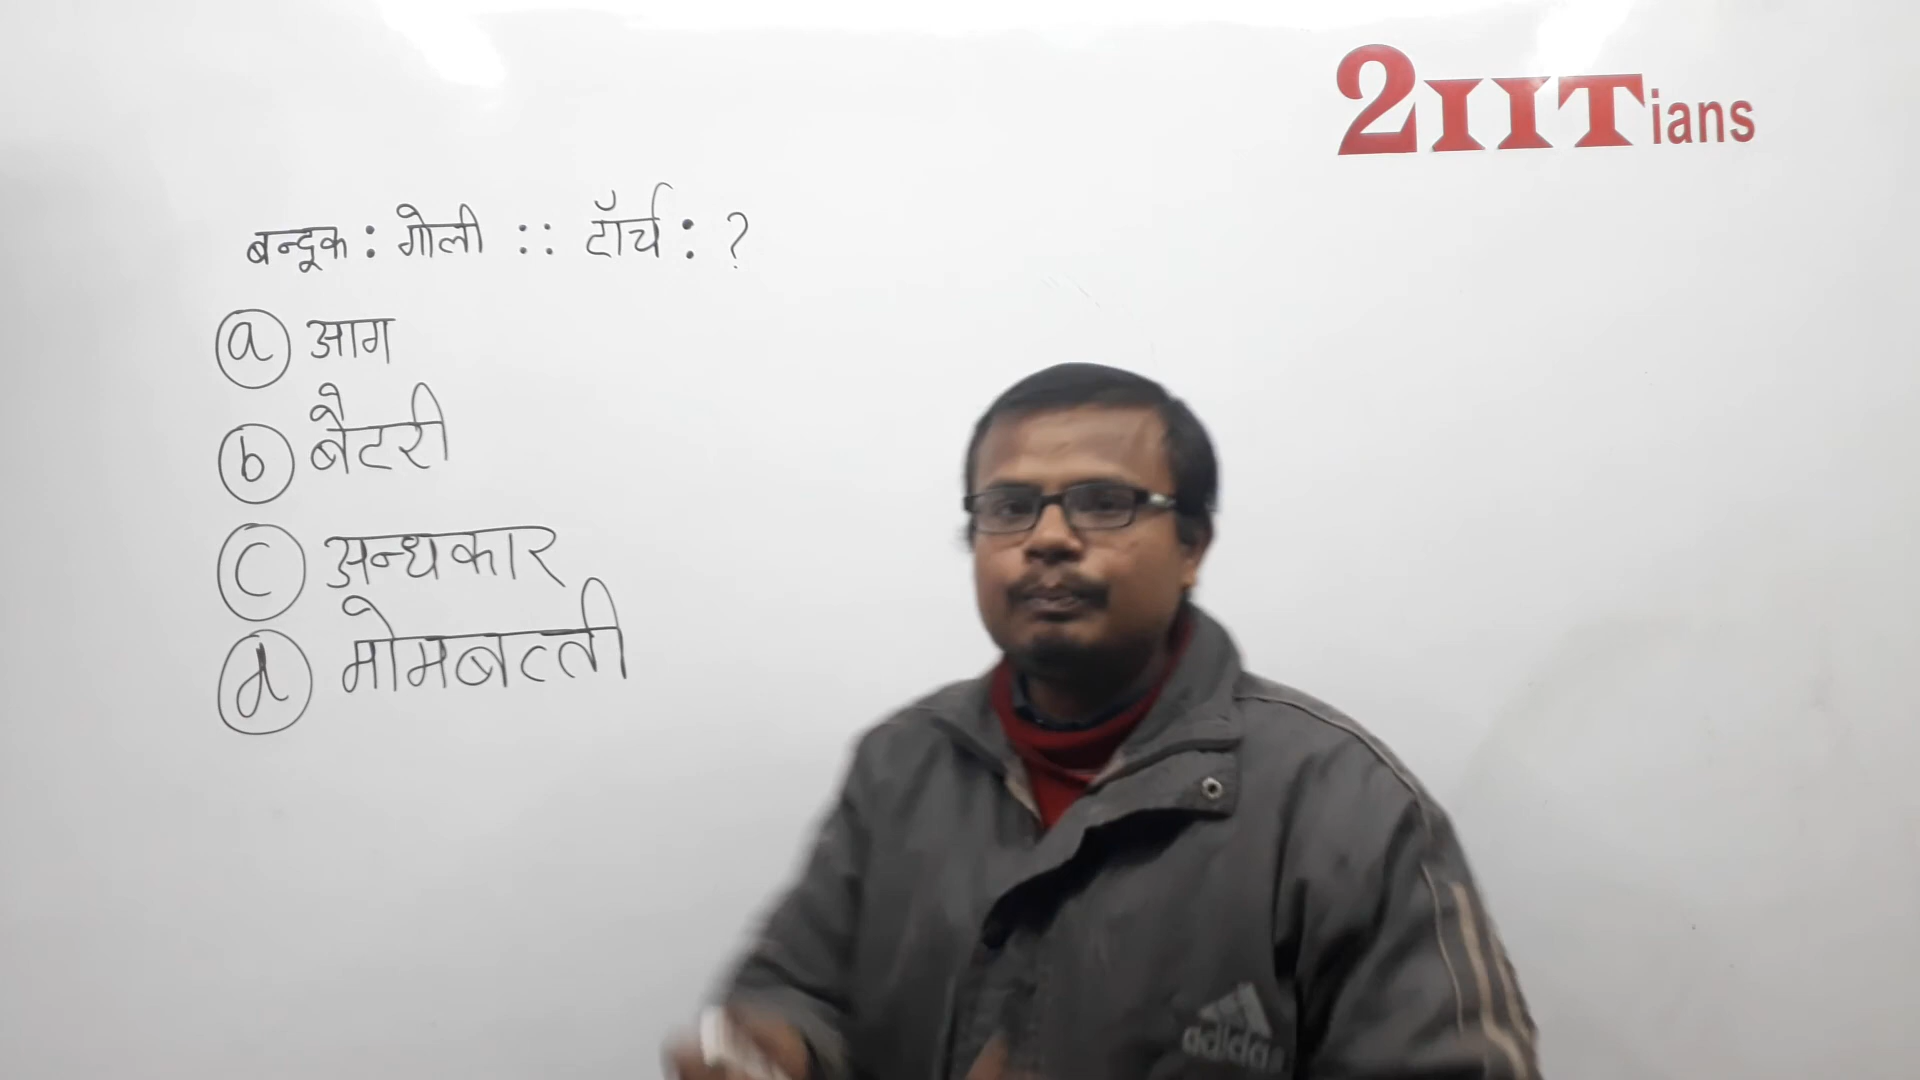 2IITians
बन्दूक : गोली :: टॉर्च : ?
(a) आग
(b) बैटरी
(c) अन्धकार
(d) मोमबत्ती
adidas